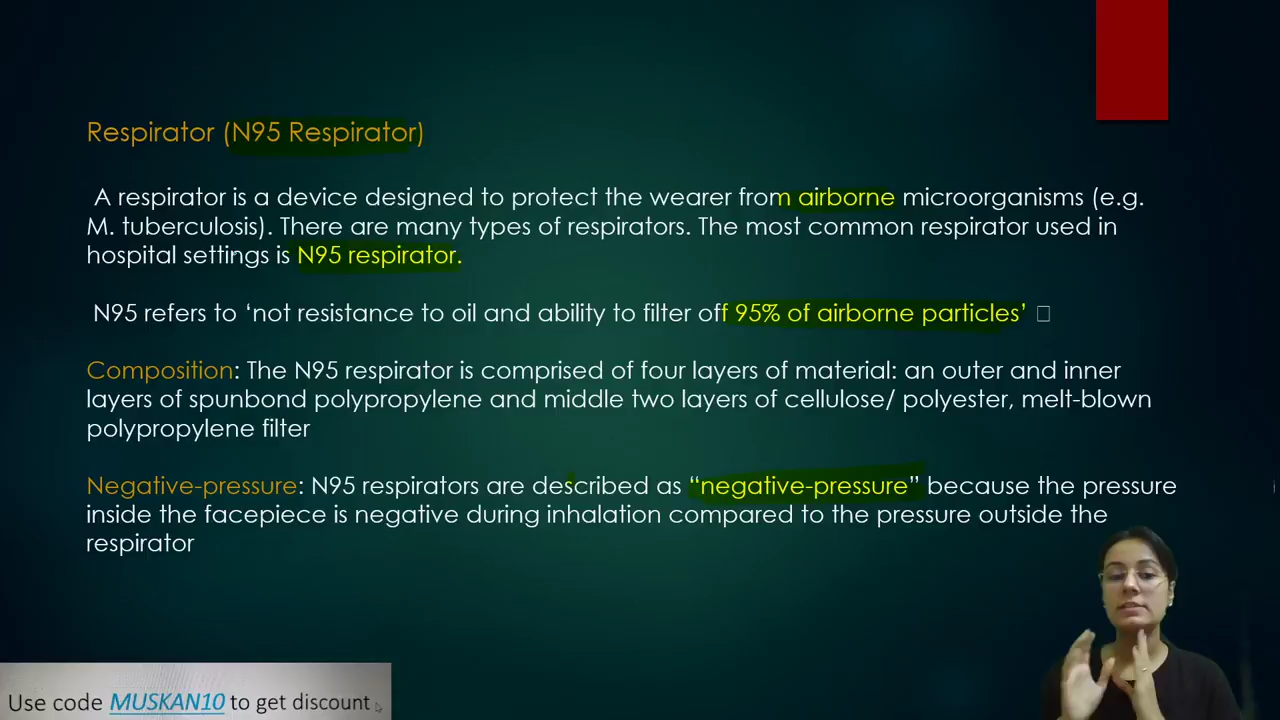 Respirator (N95 Respirator)
A respirator is a device designed to protect the wearer from airborne microorganisms (e.g.
M. tuberculosis). There are many types of respirators. The most common respirator used in
hospital settings is N95 respirator.
N95 refers to ‘not resistance to oil and ability to filter off 95% of airborne particles’
Composition: The N95 respirator is comprised of four layers of material: an outer and inner
layers of spunbond polypropylene and middle two layers of cellulose/ polyester, melt-blown
polypropylene filter
Negative-pressure: N95 respirators are described as “negative-pressure” because the pressure
inside the facepiece is negative during inhalation compared to the pressure outside the
respirator
Use code MUSKAN10 to get discount